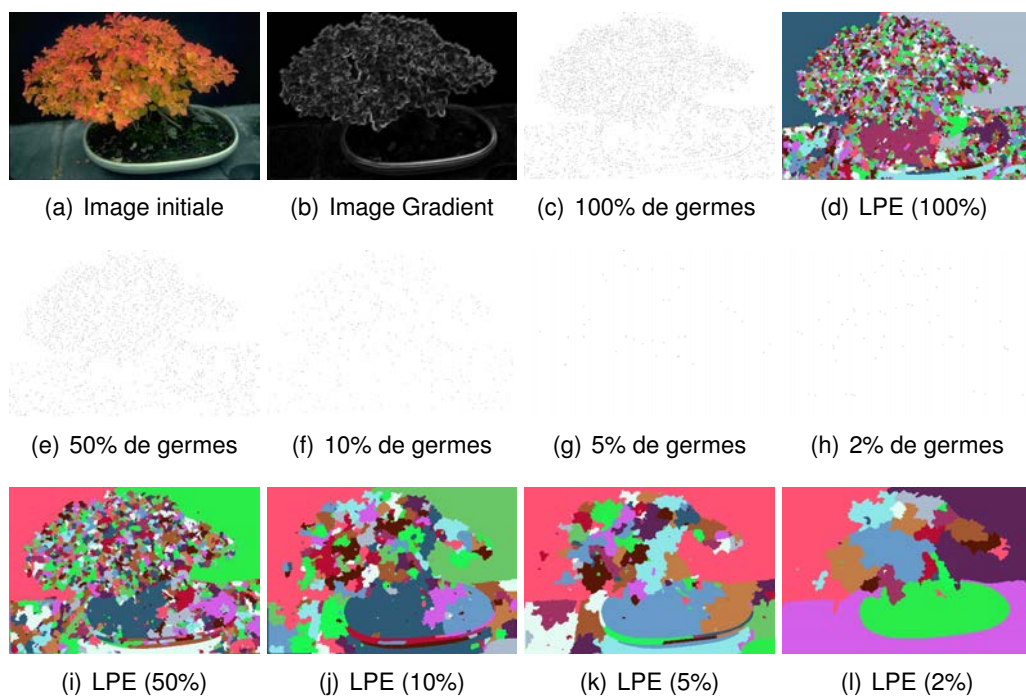 (a) Image initiale
(b) Image Gradient
(c) 100% de germes
(d) LPE (100%)
(e) 50% de germes
(f) 10% de germes
(g) 5% de germes
(h) 2% de germes
(i) LPE (50%)
(j) LPE (10%)
(k) LPE (5%)
(l) LPE (2%)